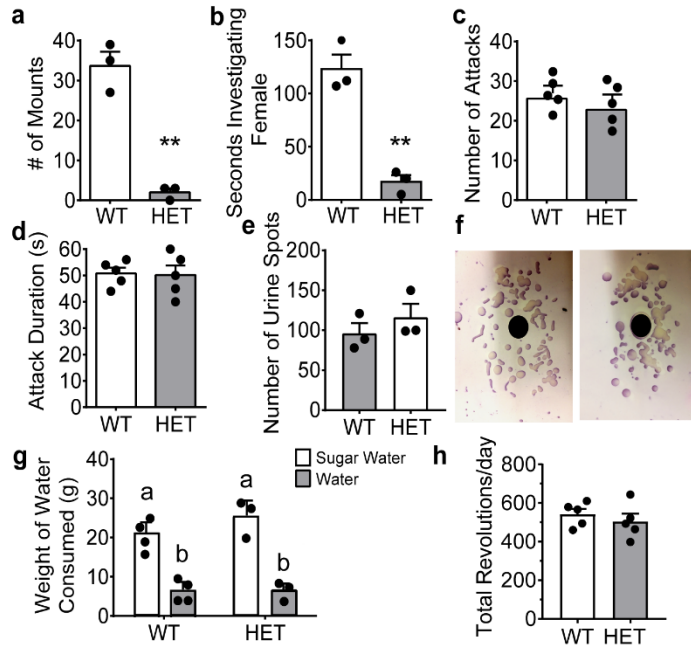 a
# of Mounts
40
30
20
10
0
**
WT HET
b
Seconds Investigating
Female
150
100
50
0
**
WT HET
c
Number of Attacks
40
30
20
10
0
WT HET
d
Attack Duration (s)
60
50
40
30
20
10
0
WT HET
e
Number of Urine Spots
200
150
100
50
0
WT HET
f
g
Weight of Water
Consumed (g)
40
30
20
10
0
a
b
a
b
WT HET
Sugar Water
Water
h
Total Revolutions/day
800
600
400
200
0
WT HET